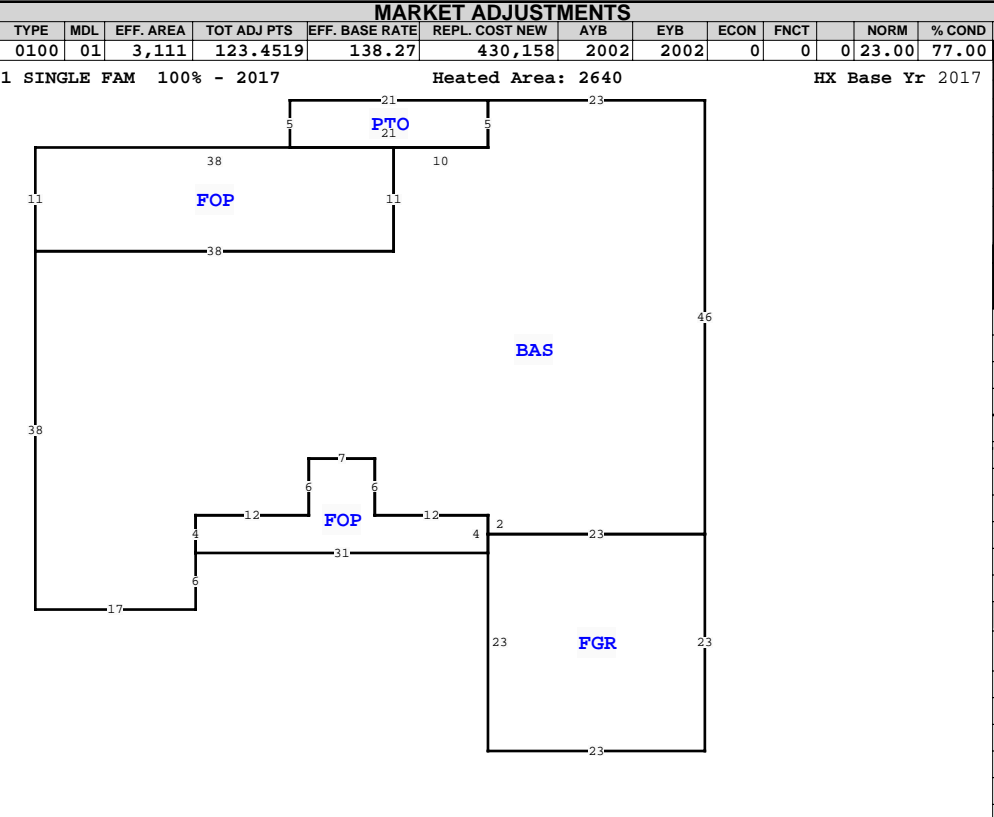 MARKET ADJUSTMENTS
TYPE MDL EFF. AREA TOT ADJ PTS EFF. BASE RATE REPL. COST NEW AYB EYB ECON FNCT NORM % COND
0100 01 3,111 123.4519 138.27 430,158 2002 2002 0 0 0 23.00 77.00
1 SINGLE FAM 100% - 2017 Heated Area: 2640 HX Base Yr 2017
21 23
5 PTO 5
21
38 10
11 FOP 11
38
46
BAS
38
7
6 6
12 FOP 12 2
4 4 23
31
6
17
23 FGR 23
23